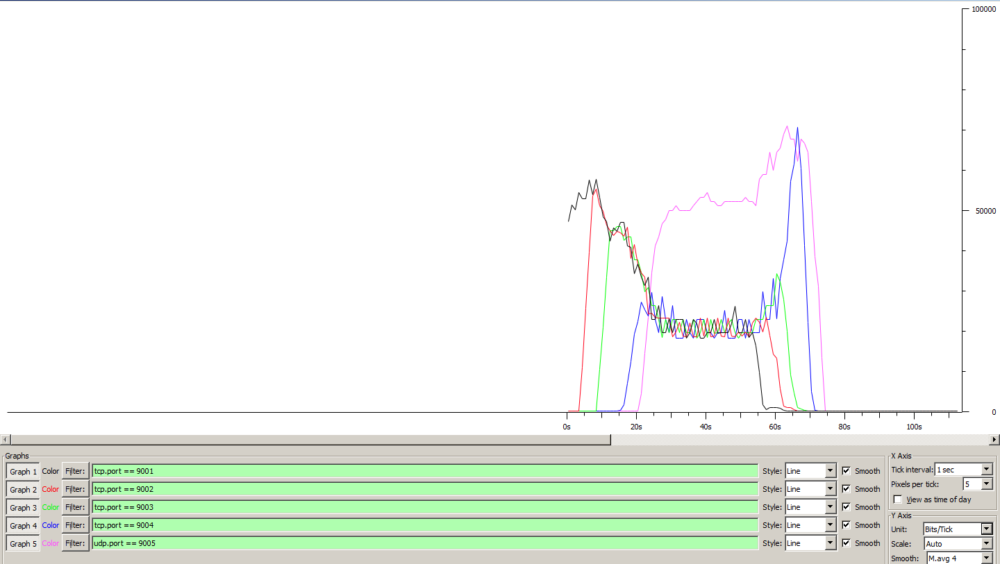 100000
50000
0
0s 20s 40s 60s 80s 100s
Graphs
Graph 1 Color Filter: tcp.port == 9001 Style: Line Smooth
Graph 2 Color Filter: tcp.port == 9002 Style: Line Smooth
Graph 3 Color Filter: tcp.port == 9003 Style: Line Smooth
Graph 4 Color Filter: tcp.port == 9004 Style: Line Smooth
Graph 5 Color Filter: udp.port == 9005 Style: Line Smooth
X Axis
Tick interval: 1 sec
Pixels per tick: 5
View as time of day
Y Axis
Unit: Bits/Tick
Scale: Auto
Smooth: M.avg 4